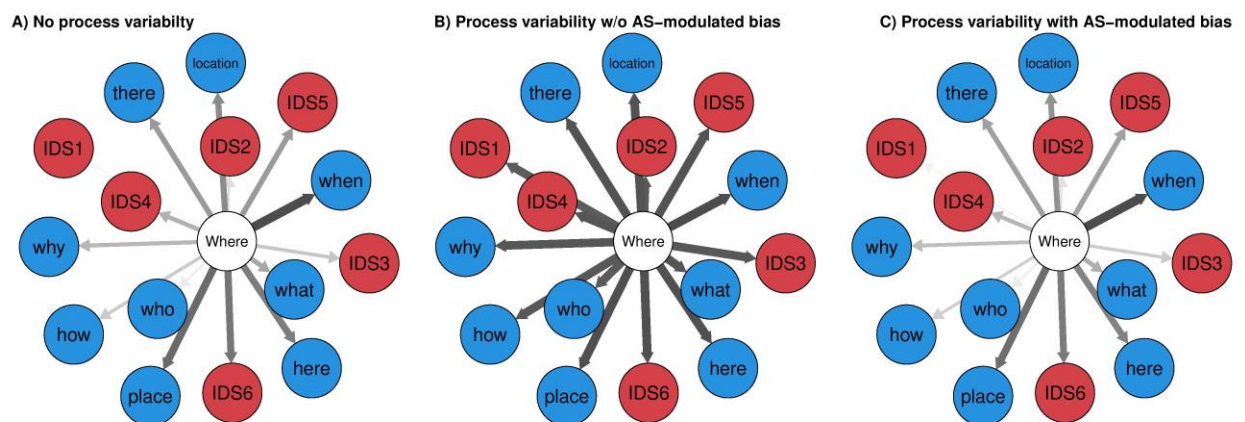 A) No process variabilty
location
there
IDS5
IDS1
IDS2
when
IDS4
Where
why
IDS3
what
who
how
here
place
IDS6
B) Process variability w/o AS−modulated bias
location
there
IDS5
IDS1
IDS2
when
IDS4
Where
why
IDS3
what
who
how
here
place
IDS6
C) Process variability with AS−modulated bias
location
there
IDS5
IDS1
IDS2
when
IDS4
Where
why
IDS3
what
who
how
here
place
IDS6